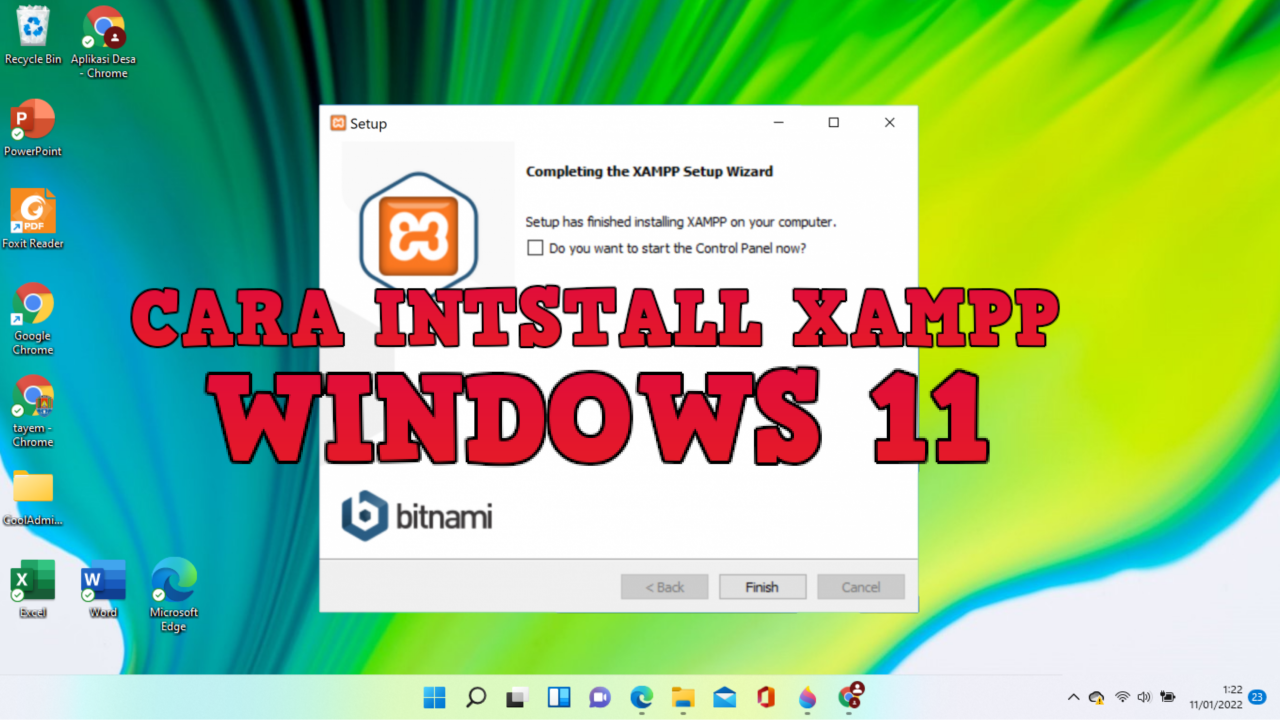 Recycle Bin
Aplikasi Desa
- Chrome
PowerPoint
PDF
Foxit Reader
Google
Chrome
tayem -
Chrome
CoolAdmi...
Excel
Word
Microsoft
Edge
Setup
Completing the XAMPP Setup Wizard
Setup has finished installing XAMPP on your computer.
Do you want to start the Control Panel now?
CARA INTSTALL XAMPP
WINDOWS 11
bitnami
< Back
Finish
Cancel
1:22
11/01/2022
23